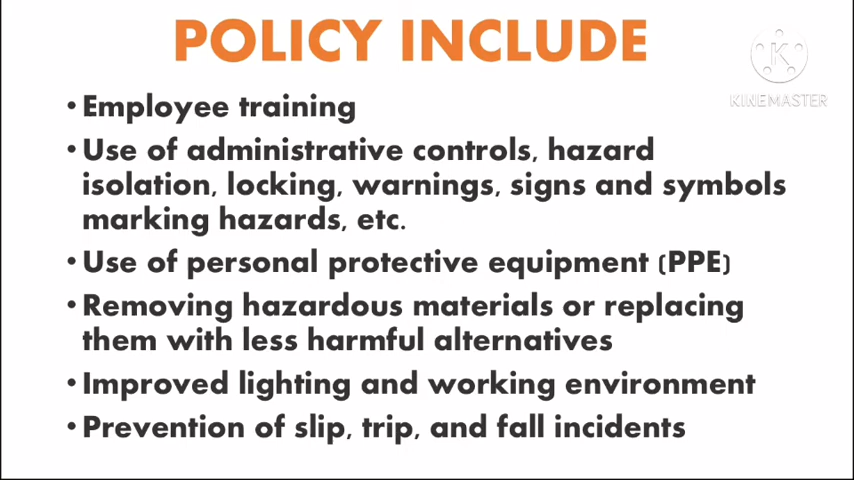 POLICY INCLUDE
K
KINEMASTER
• Employee training
• Use of administrative controls, hazard
isolation, locking, warnings, signs and symbols
marking hazards, etc.
• Use of personal protective equipment (PPE)
• Removing hazardous materials or replacing
them with less harmful alternatives
• Improved lighting and working environment
• Prevention of slip, trip, and fall incidents